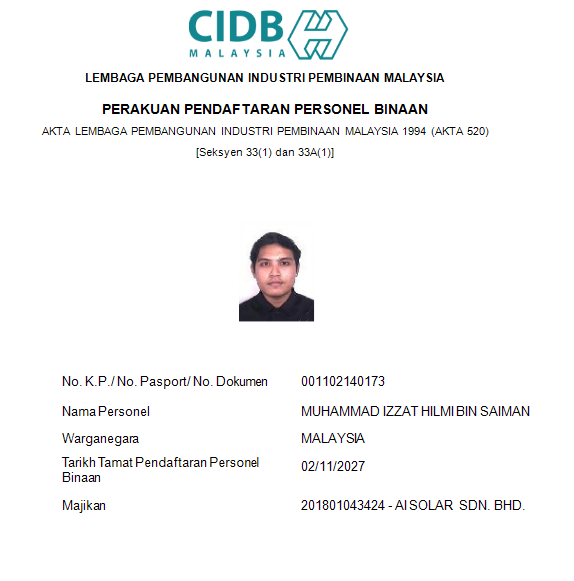 CIDB
MALAYSIA
LEMBAGA PEMBANGUNAN INDUSTRI PEMBINAAN MALAYSIA
PERAKUAN PENDAFTARAN PERSONEL BINAAN
AKTA LEMBAGA PEMBANGUNAN INDUSTRI PEMBINAAN MALAYSIA 1994 (AKTA 520)
[Seksyen 33(1) dan 33A(1)]
No. K.P./ No. Pasport/ No. Dokumen 001102140173
Nama Personel MUHAMMAD IZZAT HILMI BIN SAIMAN
Warganegara MALAYSIA
Tarikh Tamat Pendaftaran Personel Binaan 02/11/2027
Majikan 201801043424 - AI SOLAR SDN. BHD.